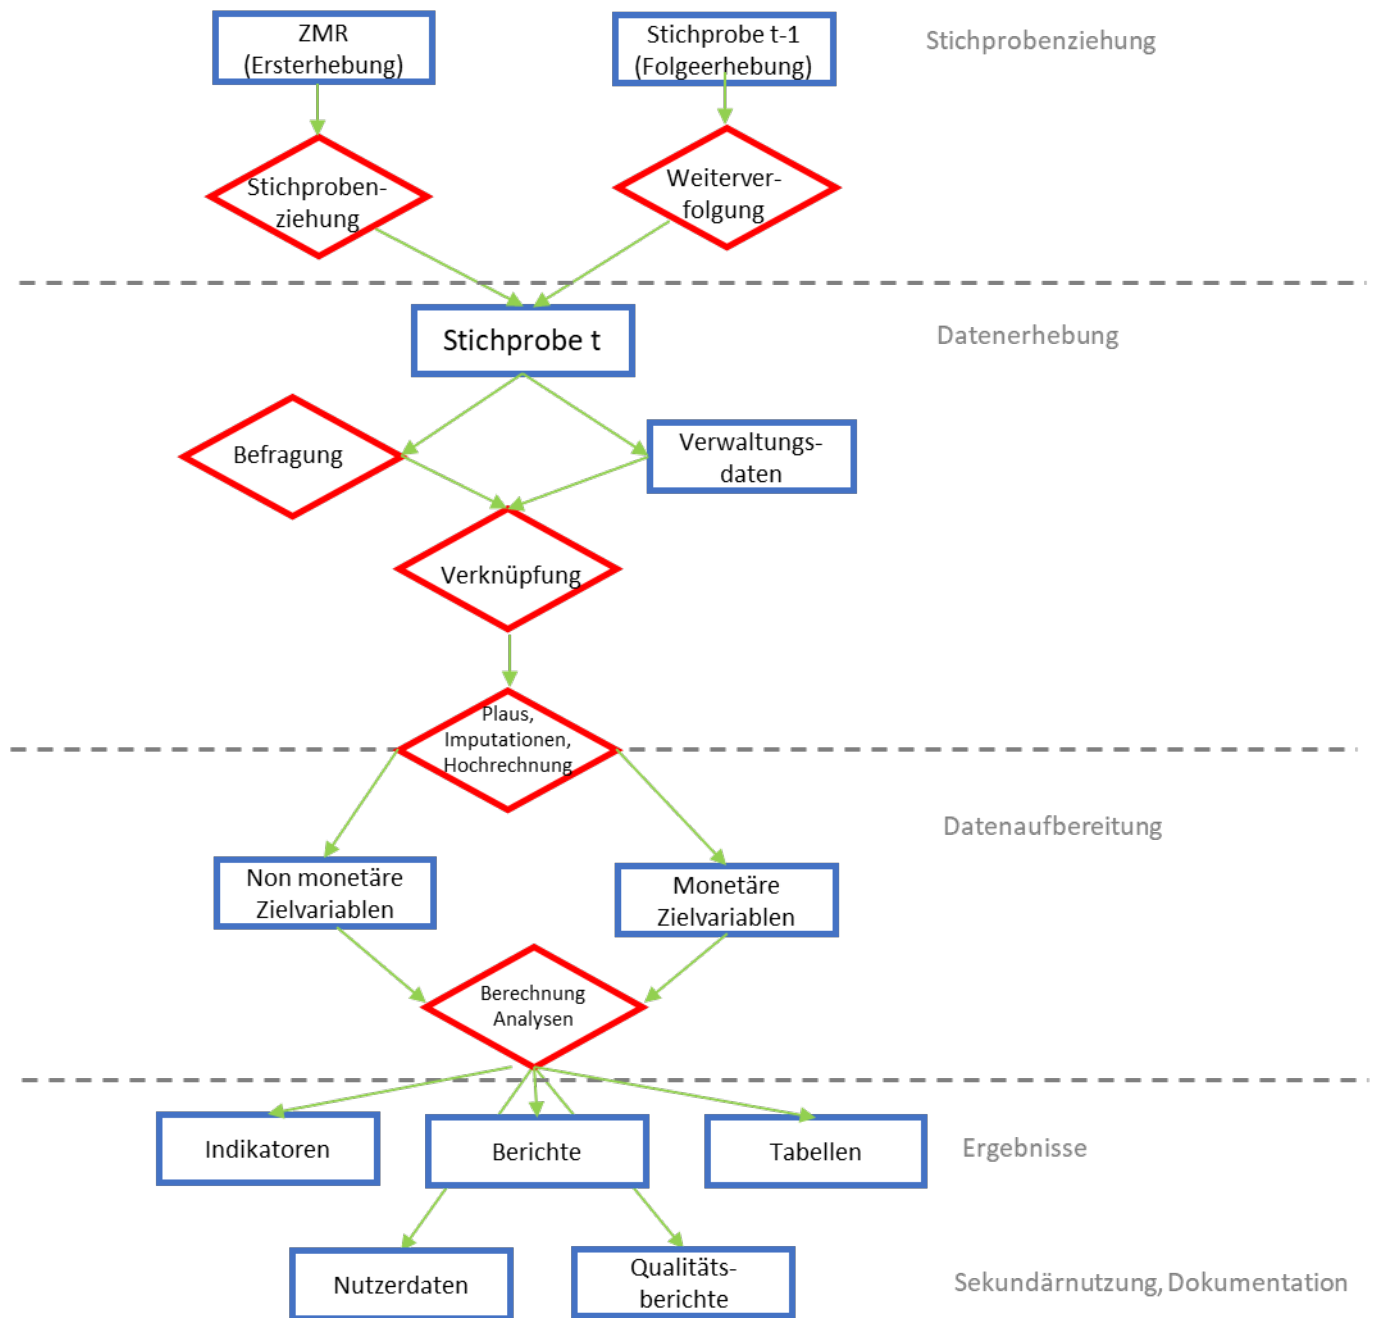 ZMR
(Ersterhebung)
Stichprobe t-1
(Folgeerhebung)
Stichprobenziehung
Stichproben-
ziehung
Weiterver-
folgung
Stichprobe t
Datenerhebung
Befragung
Verwaltungs-
daten
Verknüpfung
Plaus,
Imputationen,
Hochrechnung
Datenaufbereitung
Non monetäre
Zielvariablen
Monetäre
Zielvariablen
Berechnung
Analysen
Indikatoren
Berichte
Tabellen
Ergebnisse
Nutzerdaten
Qualitäts-
berichte
Sekundärnutzung, Dokumentation